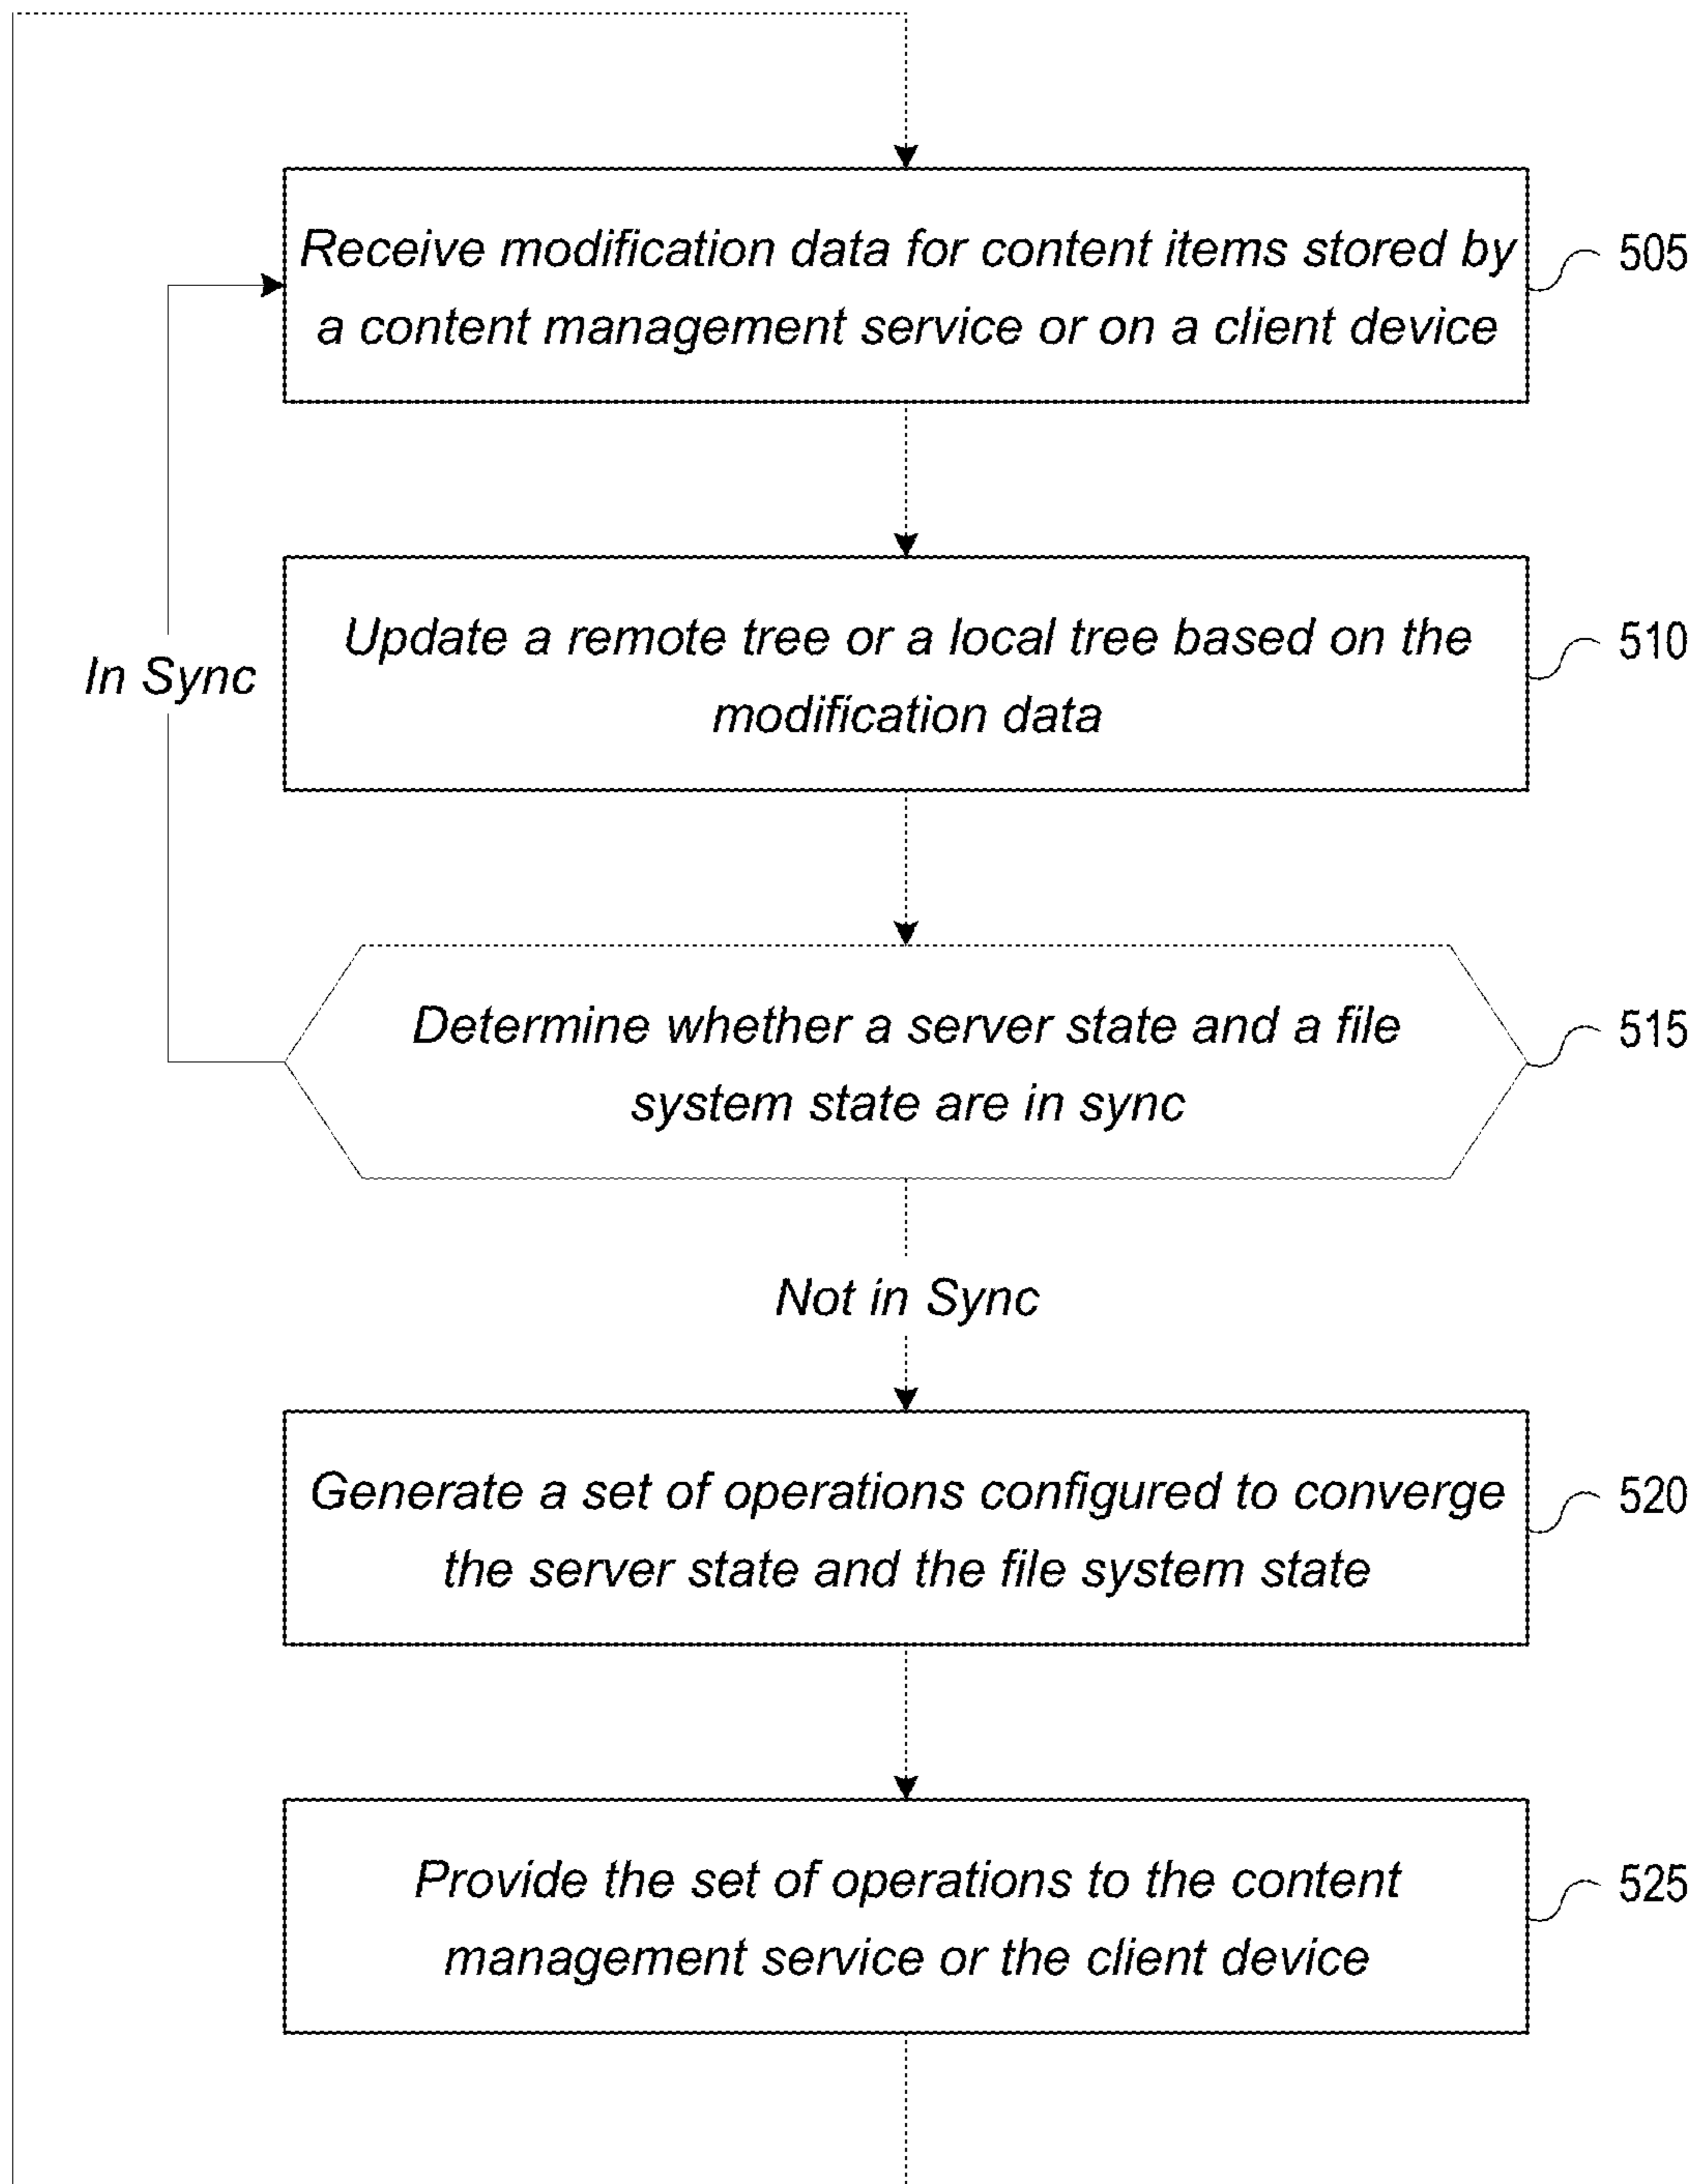 Receive modification data for content items stored by
a content management service or on a client device
505
Update a remote tree or a local tree based on the
modification data
510
In Sync
Determine whether a server state and a file
system state are in sync
515
Not in Sync
Generate a set of operations configured to converge
the server state and the file system state
520
Provide the set of operations to the content
management service or the client device
525